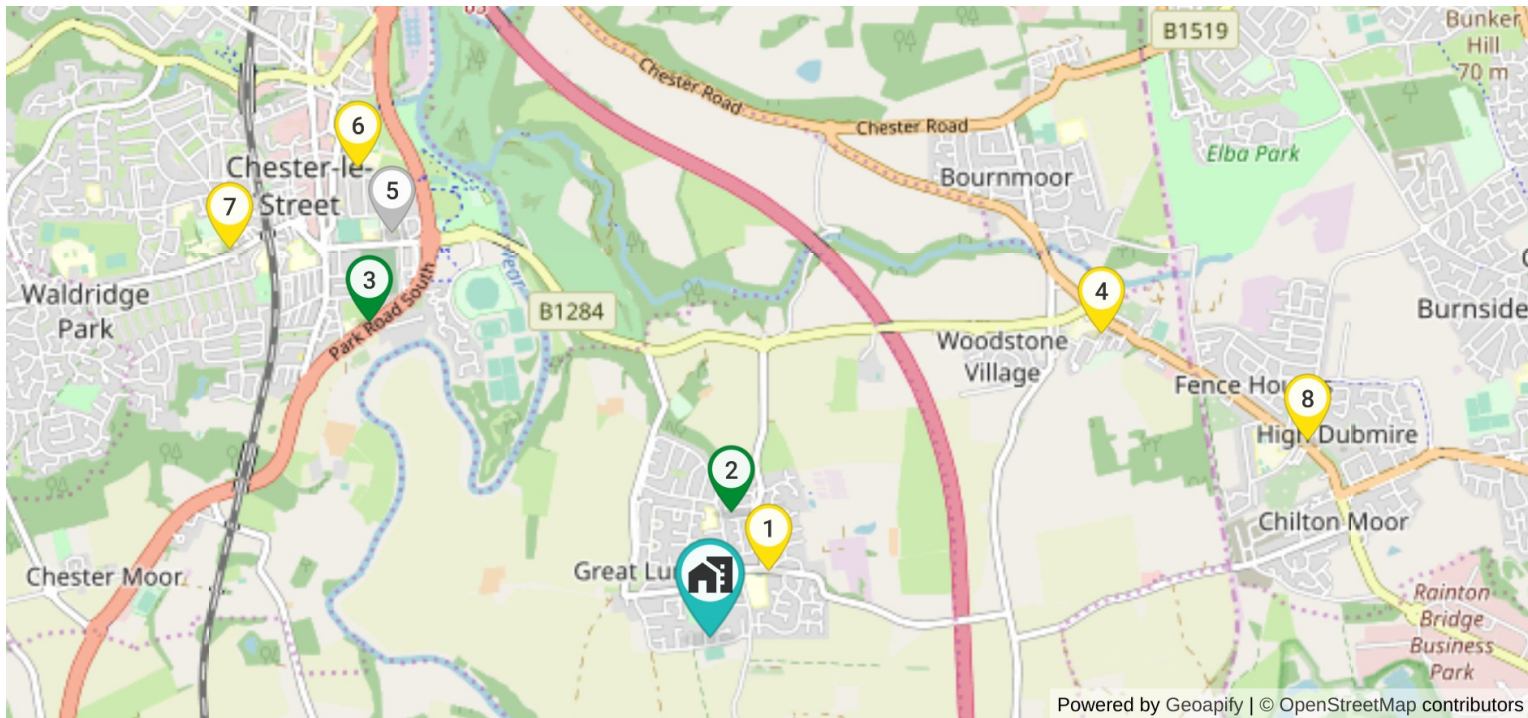 B1519
Bunker
Hill
70 m
Chester Road
Chester Road
6
Elba Park
Chester-le-
Street
Bournmoor
5
7
Wear
3
4
Waldridge
Park
Park Road South
B1284
Burnside
Woodstone
Village
Fence Hou
8
High Dubmire
2
1
Chilton Moor
Great Lu
Chester Moor
Rainton
Bridge
Business
Park
Powered by Geoapify | © OpenStreetMap contributors